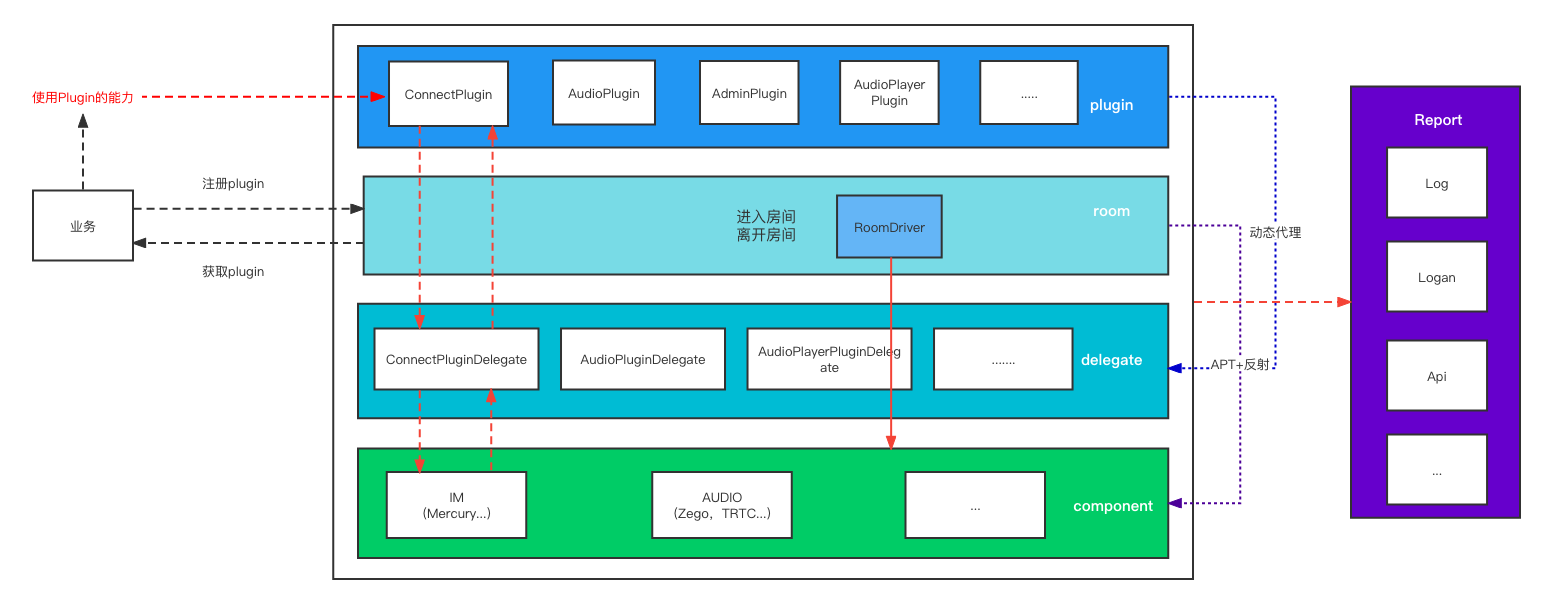 使用Plugin的能力
业务
注册plugin
获取plugin
ConnectPlugin
AudioPlugin
AdminPlugin
AudioPlayer
Plugin
.....
plugin
进入房间
离开房间
RoomDriver
room
ConnectPluginDelegate
AudioPluginDelegate
AudioPlayerPluginDeleg
ate
.......
delegate
IM
(Mercury...)
AUDIO
(Zego，TRTC...)
...
component
动态代理
APT+反射
Report
Log
Logan
Api
...